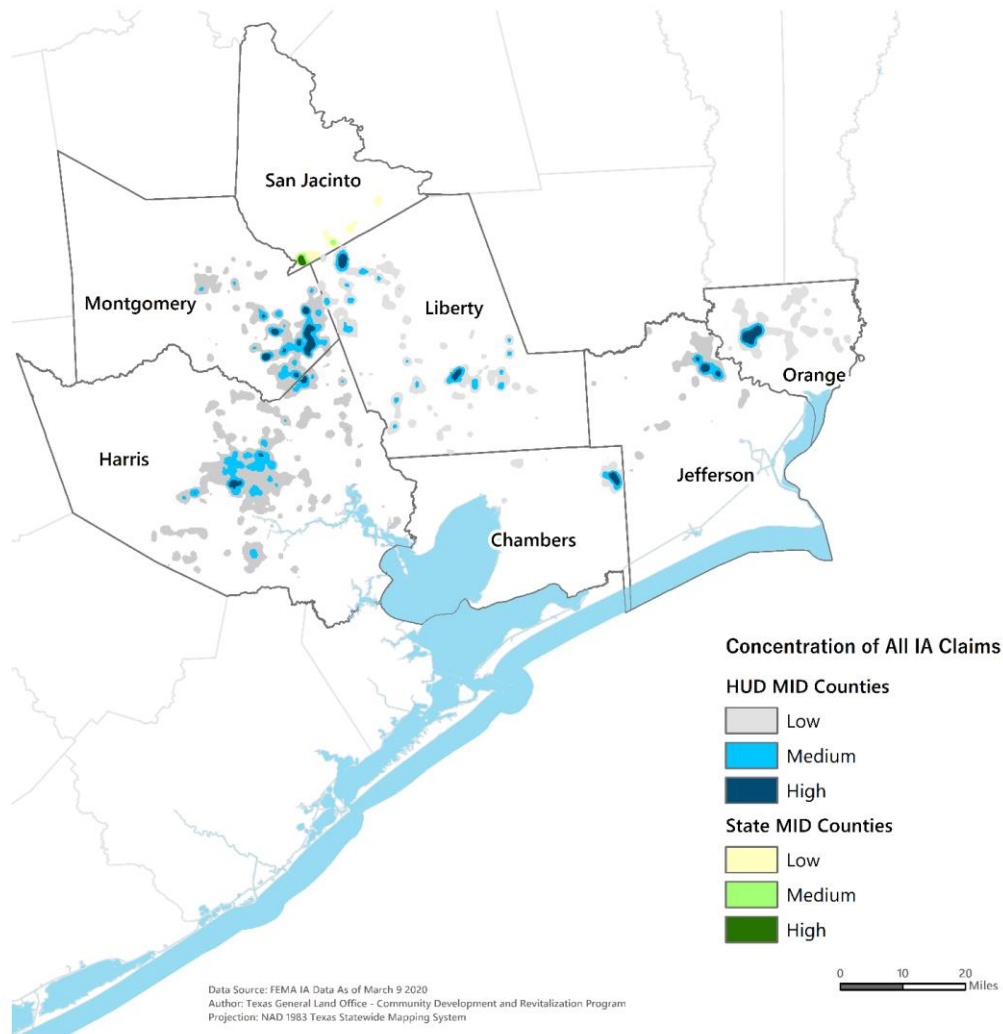 San Jacinto
Montgomery
Liberty
Orange
Harris
Jefferson
Chambers
Concentration of All IA Claims
HUD MID Counties
Low
Medium
High
State MID Counties
Low
Medium
High
0 10 20
Miles
Data Source: FEMA IA Data As of March 9 2020
Author: Texas General Land Office - Community Development and Revitalization Program
Projection: NAD 1983 Texas Statewide Mapping System